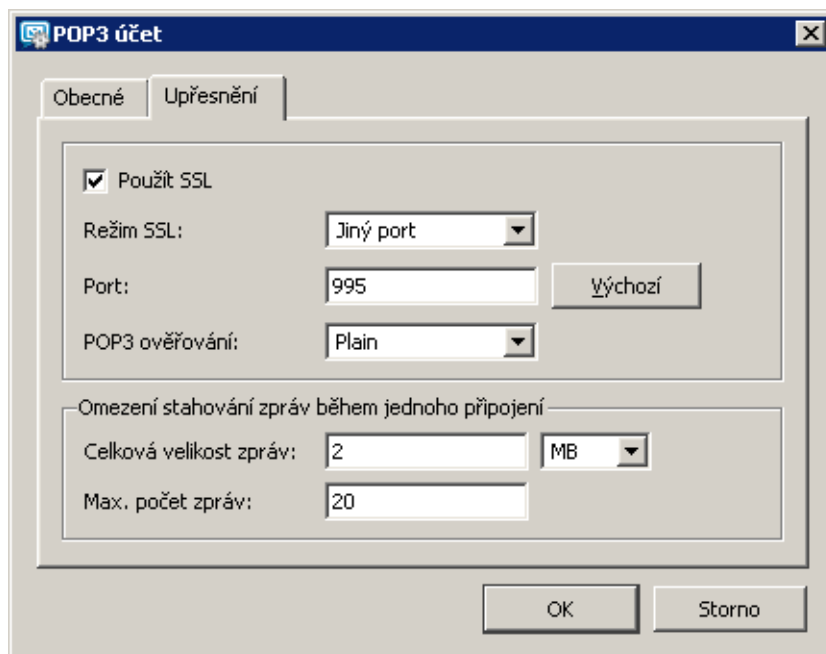 POP3 účet
Obecné Upřesnění
Použít SSL
Režim SSL: Jiný port
Port: 995 Výchozí
POP3 ověřování: Plain
Omezení stahování zpráv během jednoho připojení
Celková velikost zpráv: 2 MB
Max. počet zpráv: 20
OK Storno